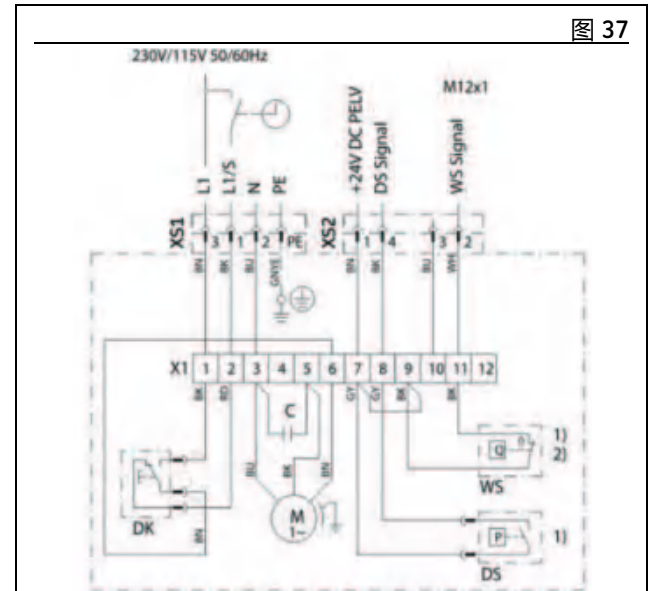 图 37
230V/115V 50/60Hz
M12x1
L1
L1/S
N
PE
+24V DC PELV
DS Signal
WS Signal
XS1
3 1 2 PE
XS2
1 4 3 2
BN BK BU GNYE BN BK BU WH
X1 1 2 3 4 5 6 7 8 9 10 11 12
BK RD GY GY BK BK
C
BU BK BN
1)
Q θ
2)
WS
M
1~
DK
BN
P 1)
DS